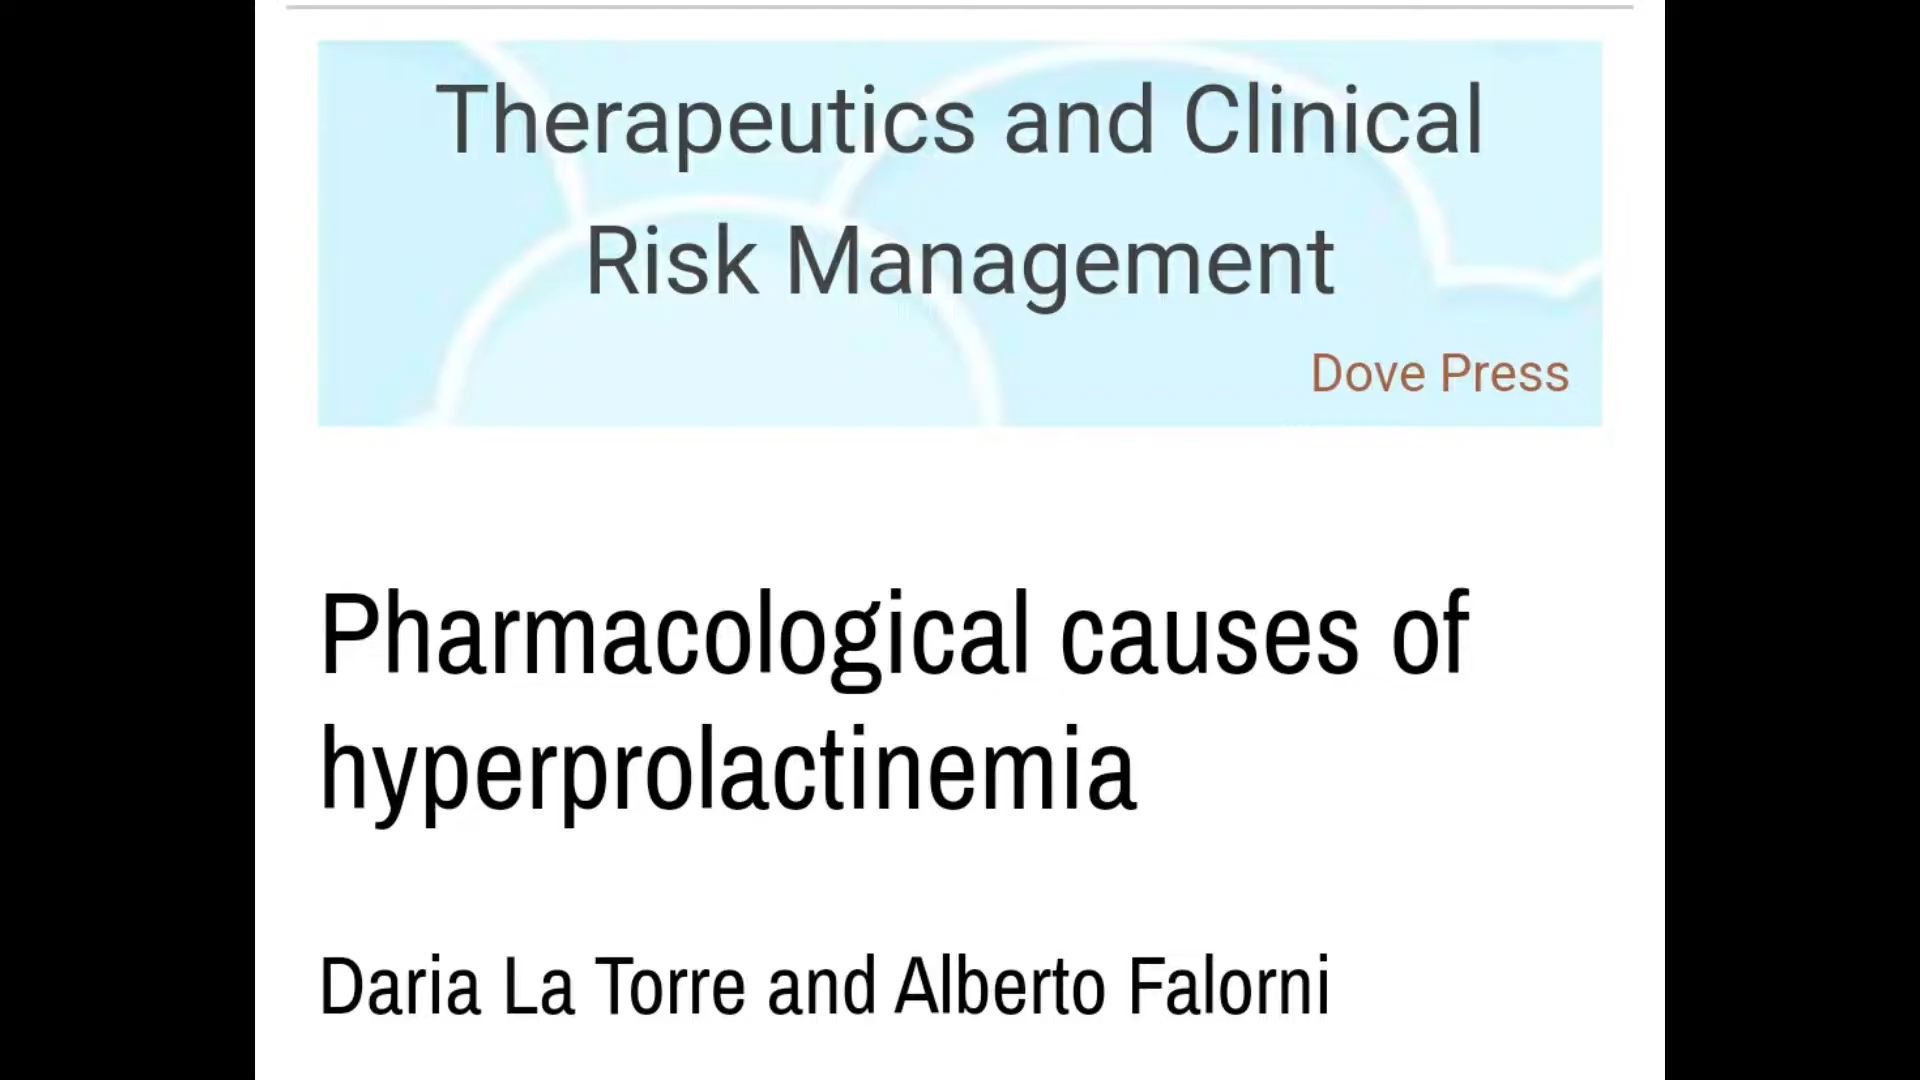 Therapeutics and Clinical
Risk Management
Dove Press
Pharmacological causes of
hyperprolactinemia
Daria La Torre and Alberto Falorni